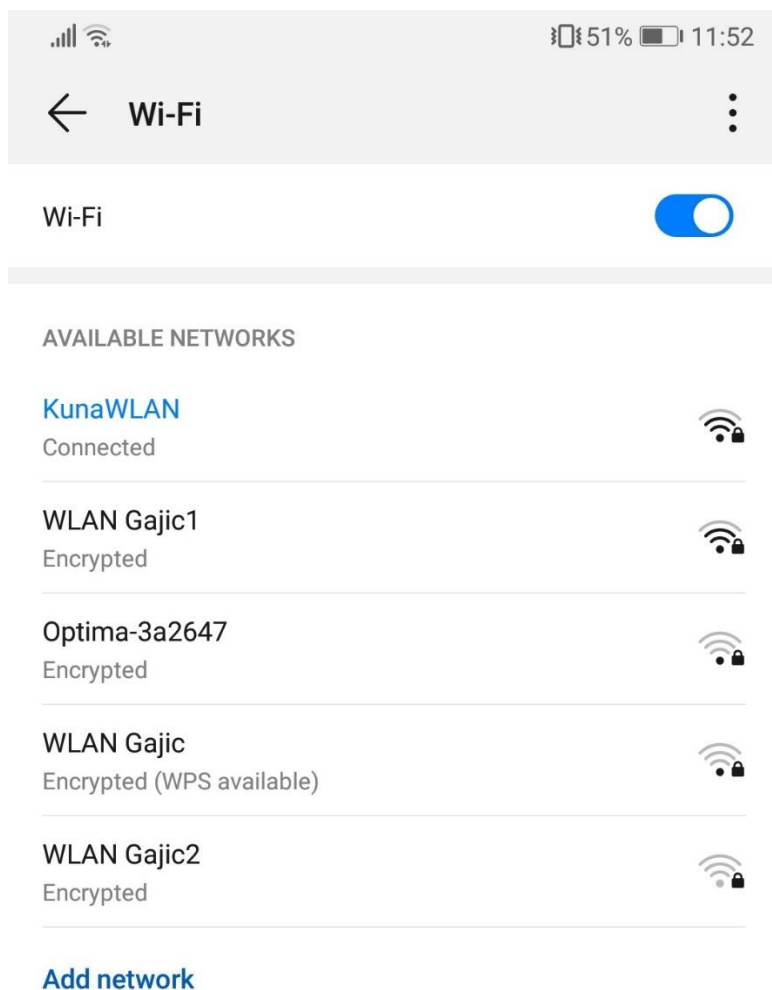 51% 11:52
Wi-Fi
Wi-Fi
AVAILABLE NETWORKS
KunaWLAN
Connected
WLAN Gajic1
Encrypted
Optima-3a2647
Encrypted
WLAN Gajic
Encrypted (WPS available)
WLAN Gajic2
Encrypted
Add network